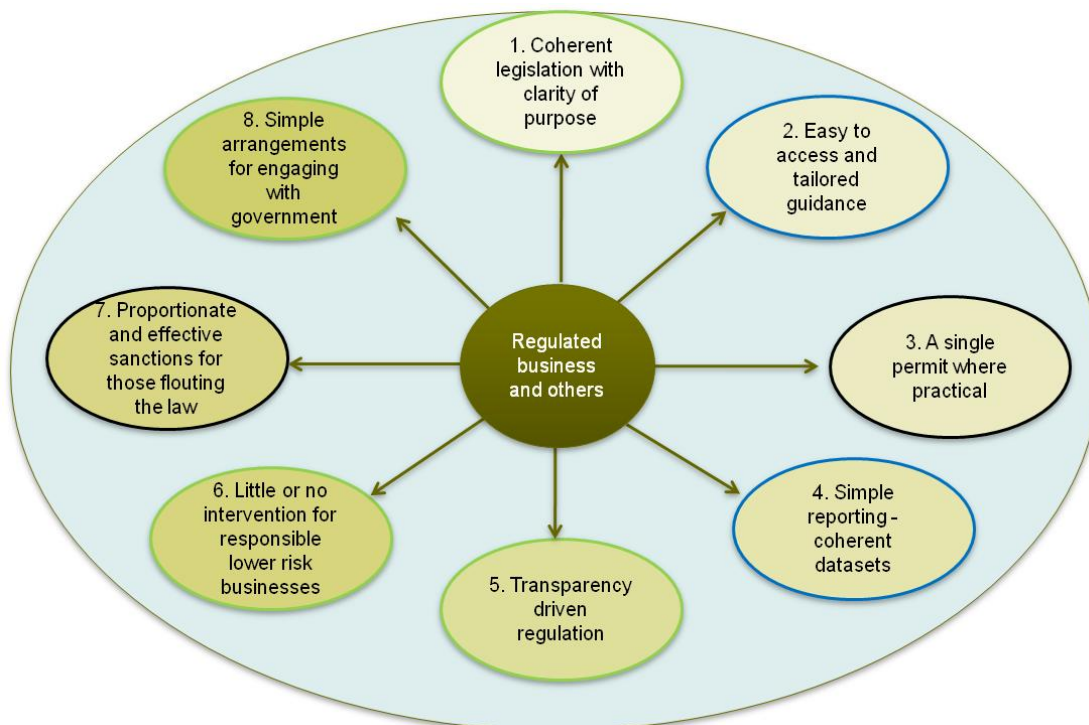 1. Coherent
legislation with
clarity of
purpose
2. Easy to
access and
tailored
guidance
3. A single
permit where
practical
4. Simple
reporting -
coherent
datasets
5. Transparency
driven
regulation
6. Little or no
intervention for
responsible
lower risk
businesses
7. Proportionate
and effective
sanctions for
those flouting
the law
8. Simple
arrangements
for engaging
with
government
Regulated
business
and others